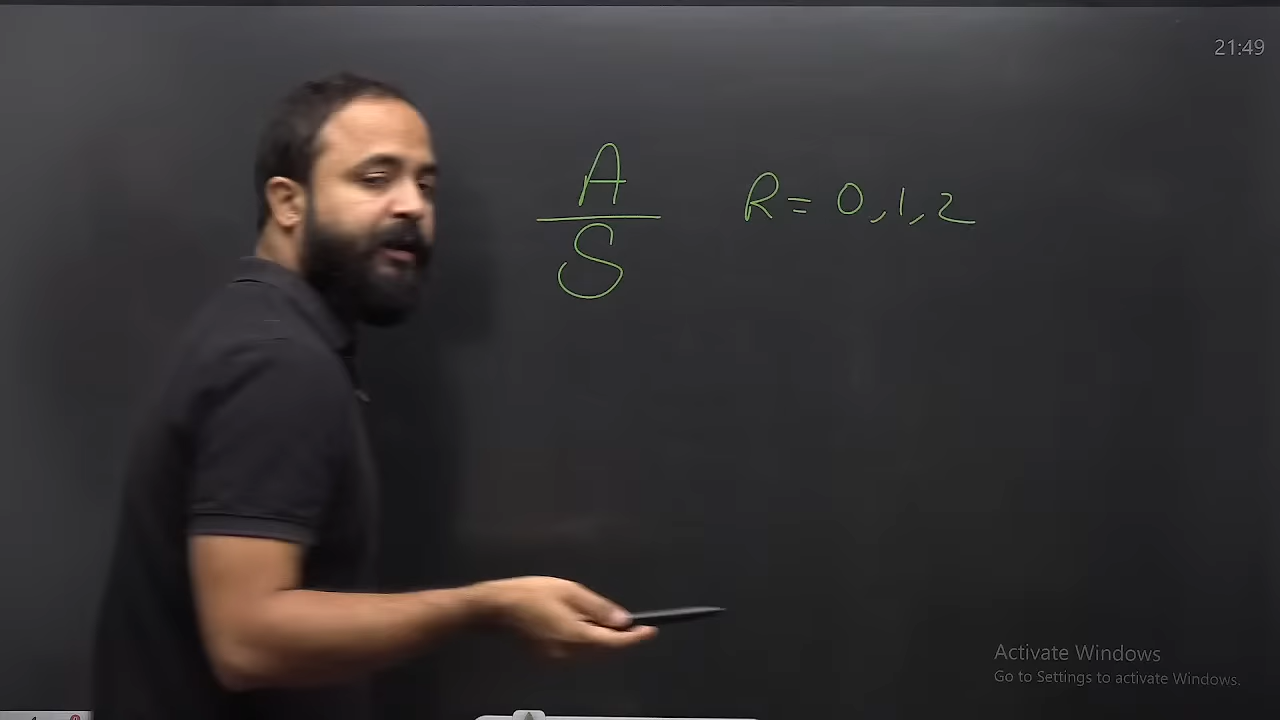 21:49
A
S
R = 0, 1, 2
Activate Windows
Go to Settings to activate Windows.